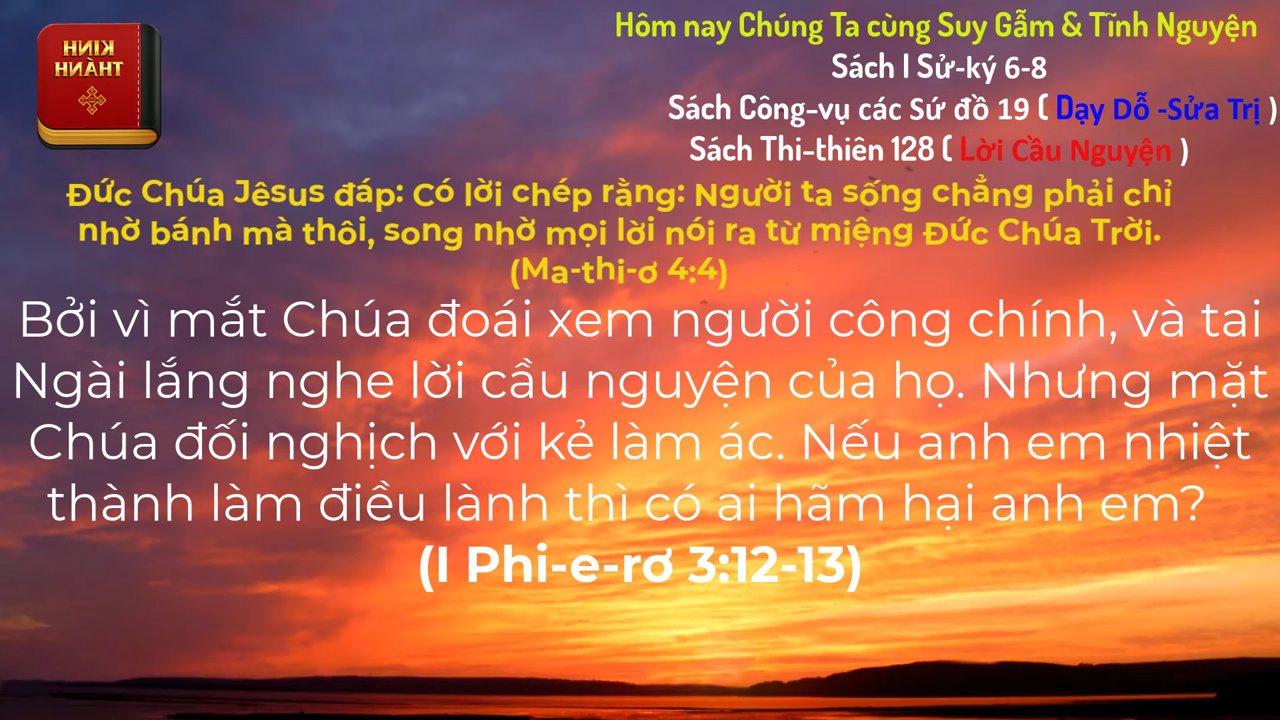 KINH
THÁNH
Hôm nay Chúng Ta cùng Suy Gẫm & Tĩnh Nguyện
Sách I Sử-ký 6-8
Sách Công-vụ các Sứ đồ 19 ( Dạy Dỗ -Sửa Trị )
Sách Thi-thiên 128 ( Lời Cầu Nguyện )
Đức Chúa Jêsus đáp: Có lời chép rằng: Người ta sống chẳng phải chỉ
nhờ bánh mà thôi, song nhờ mọi lời nói ra từ miệng Đức Chúa Trời.
(Ma-thi-ơ 4:4)
Bởi vì mắt Chúa đoái xem người công chính, và tai
Ngài lắng nghe lời cầu nguyện của họ. Nhưng mặt
Chúa đối nghịch với kẻ làm ác. Nếu anh em nhiệt
thành làm điều lành thì có ai hãm hại anh em?
(I Phi-e-rơ 3:12-13)